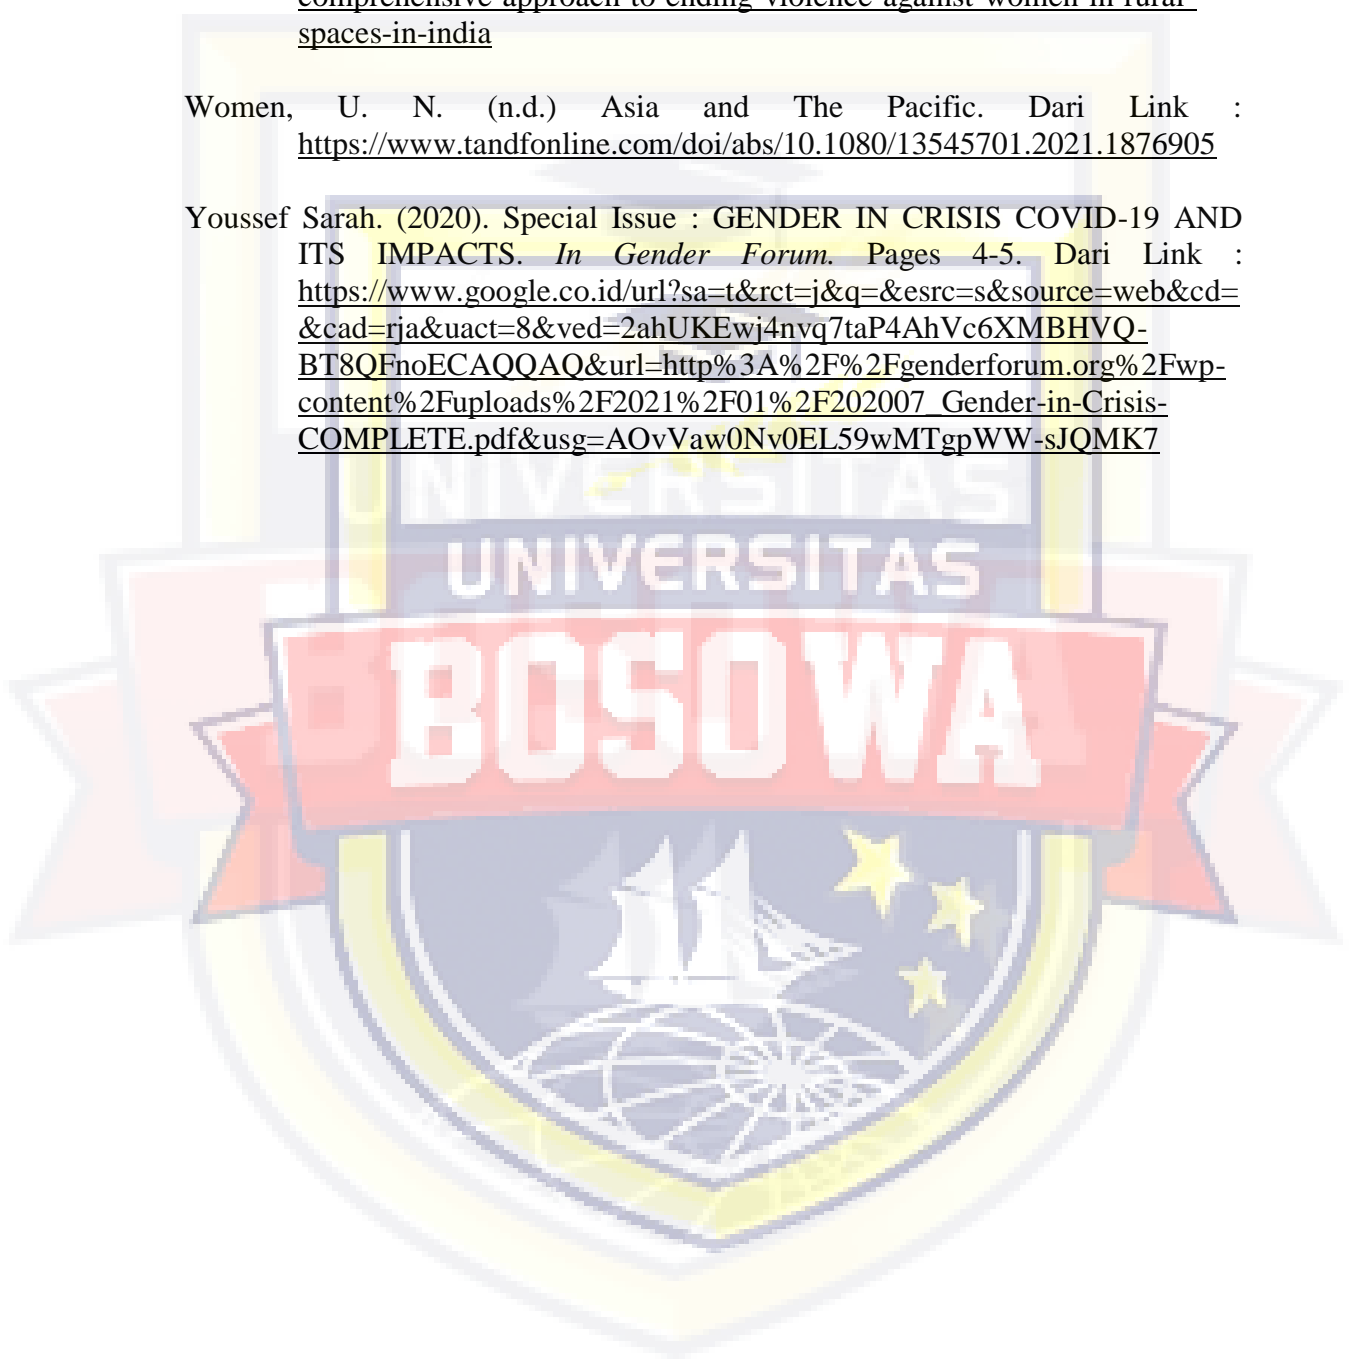 comprehensive-approach-to-ending-violence-against-women-in-rural-
spaces-in-india
Women, U. N. (n.d.) Asia and The Pacific. Dari Link :
https://www.tandfonline.com/doi/abs/10.1080/13545701.2021.1876905
Youssef Sarah. (2020). Special Issue : GENDER IN CRISIS COVID-19 AND
ITS IMPACTS. In Gender Forum. Pages 4-5. Dari Link :
https://www.google.co.id/url?sa=t&rct=j&q=&esrc=s&source=web&cd=
&cad=rja&uact=8&ved=2ahUKEwj4nvq7taP4AhVc6XMBHVQ-
BT8QFnoECAQQAQ&url=http%3A%2F%2Fgenderforum.org%2Fwp-
content%2Fuploads%2F2021%2F01%2F202007_Gender-in-Crisis-
COMPLETE.pdf&usg=AOvVaw0Nv0EL59wMTgpWW-sJQMK7
UNIVERSITAS
UNIVERSITAS
BOSOWA
BOSOWA